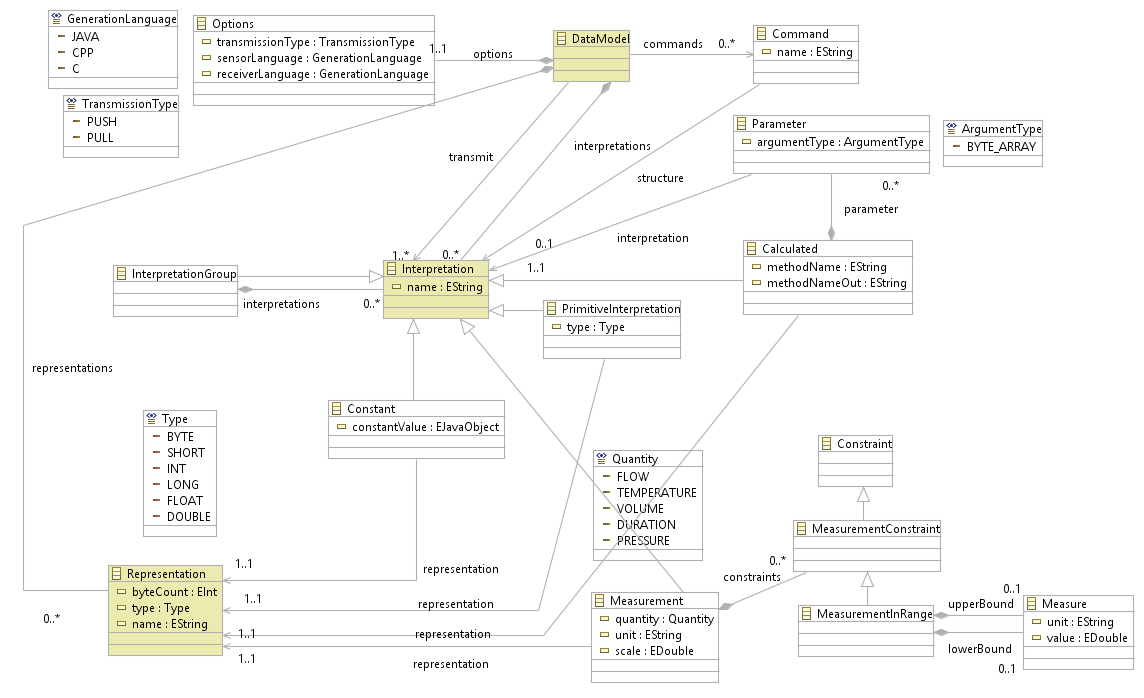 GenerationLanguage
JAVA
CPP
C
TransmissionType
PUSH
PULL
Options
transmissionType : TransmissionType
sensorLanguage : GenerationLanguage
receiverLanguage : GenerationLanguage
1..1
options
DataModel
commands
0..*
Command
name : EString
Parameter
argumentType : ArgumentType
ArgumentType
BYTE_ARRAY
transmit
interpretations
structure
0..*
parameter
interpretation
0..1
1..1
1..*
0..*
Calculated
methodName : EString
methodNameOut : EString
InterpretationGroup
interpretations
0..*
Interpretation
name : EString
PrimitiveInterpretation
type : Type
representations
Constant
constantValue : EJavaObject
Type
BYTE
SHORT
INT
LONG
FLOAT
DOUBLE
Quantity
FLOW
TEMPERATURE
VOLUME
DURATION
PRESSURE
Constraint
MeasurementConstraint
0..*
constraints
Representation
byteCount : EInt
type : Type
name : EString
0..*
1..1
representation
1..1
representation
1..1
representation
1..1
representation
Measurement
quantity : Quantity
unit : EString
scale : EDouble
MeasurementInRange
0..1
upperBound
lowerBound
0..1
Measure
unit : EString
value : EDouble